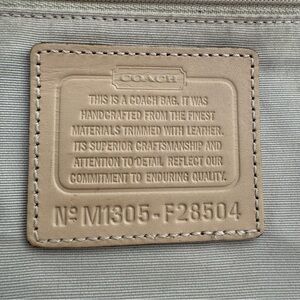 COACH
THIS IS A COACH BAG. IT WAS
HANDCRAFTED FROM THE FINEST
MATERIALS TRIMMED WITH LEATHER.
ITS SUPERIOR CRAFTSMANSHIP AND
ATTENTION TO DETAIL REFLECT OUR
COMMITMENT TO ENDURING QUALITY.
Nº M1305-F28504